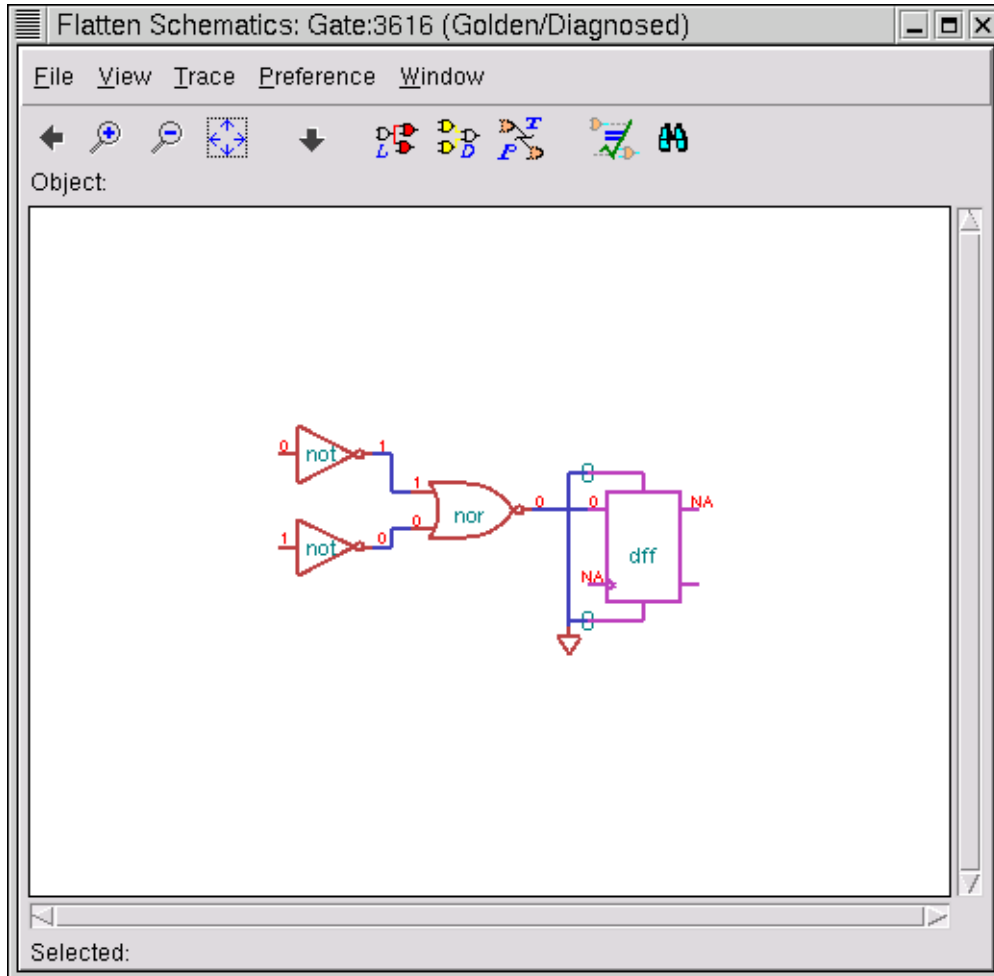 Flatten Schematics: Gate:3616 (Golden/Diagnosed)
File View Trace Preference Window
L D T F
Object:
0 not 1
1 0 nor 0 0 NA
1 not 0
dff
NA
0
0
Selected: